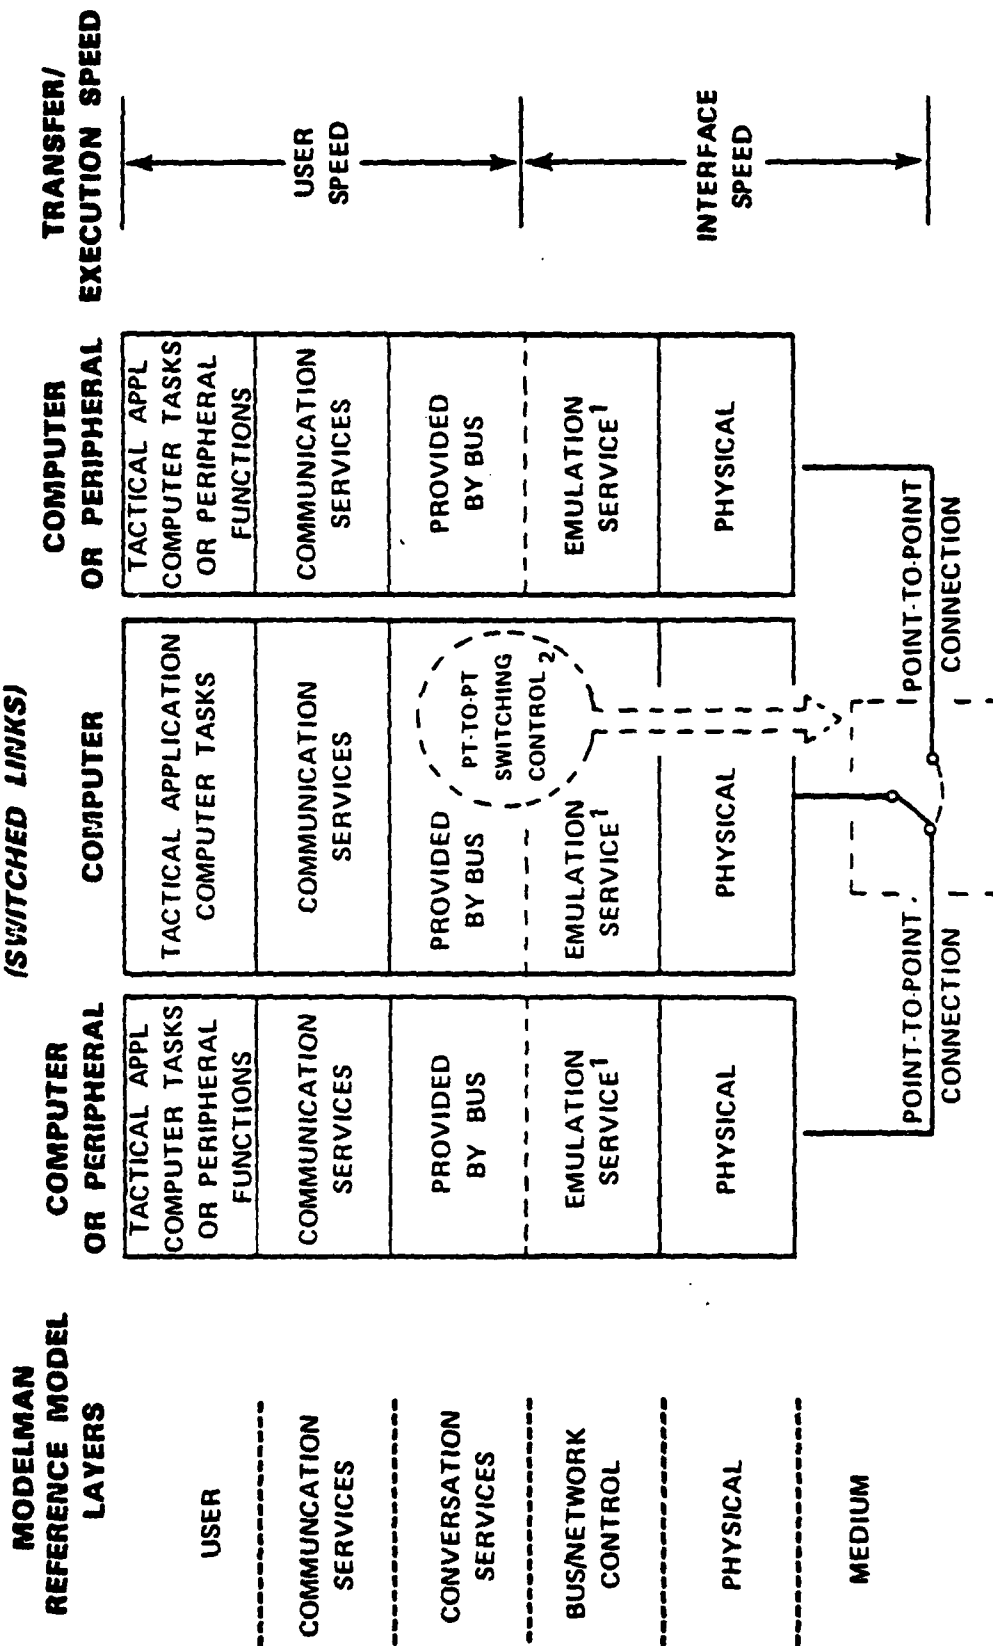 (SWITCHED LINKS)
MODELMAN
REFERENCE MODEL
LAYERS
COMPUTER
OR PERIPHERAL
COMPUTER
COMPUTER
OR PERIPHERAL
TRANSFER/
EXECUTION SPEED
USER
TACTICAL APPL
COMPUTER TASKS
OR PERIPHERAL
FUNCTIONS
TACTICAL APPLICATION
COMPUTER TASKS
TACTICAL APPL
COMPUTER TASKS
OR PERIPHERAL
FUNCTIONS
USER
SPEED
COMMUNCATION
SERVICES
COMMUNICATION
SERVICES
COMMUNICATION
SERVICES
COMMUNICATION
SERVICES
CONVERSATION
SERVICES
PROVIDED
BY BUS
PROVIDED
BY BUS
PT-TO-PT
SWITCHING
CONTROL 2
PROVIDED
BY BUS
BUS/NETWORK
CONTROL
EMULATION
SERVICE1
EMULATION
SERVICE1
EMULATION
SERVICE1
INTERFACE
SPEED
PHYSICAL
PHYSICAL
PHYSICAL
PHYSICAL
MEDIUM
POINT-TO-POINT
CONNECTION
POINT-TO-POINT
CONNECTION